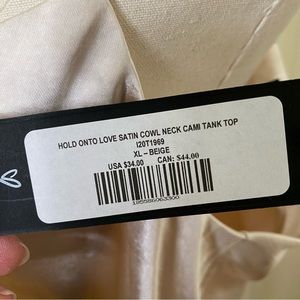 HOLD ONTO LOVE SATIN COWL NECK CAMI TANK TOP
I20T1969
XL – BEIGE
USA $34.00 CAN: $44.00